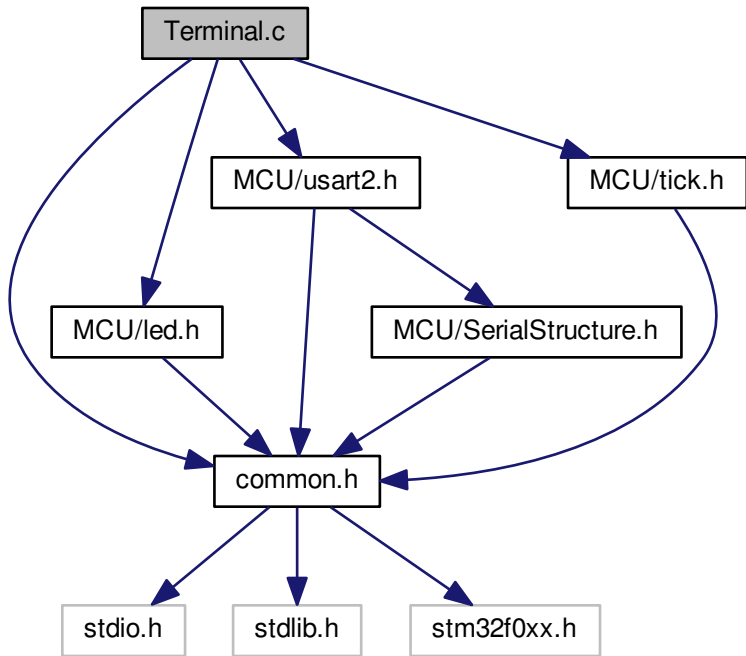 Terminal.c
MCU/usart2.h
MCU/tick.h
MCU/led.h
MCU/SerialStructure.h
common.h
stdio.h
stdlib.h
stm32f0xx.h